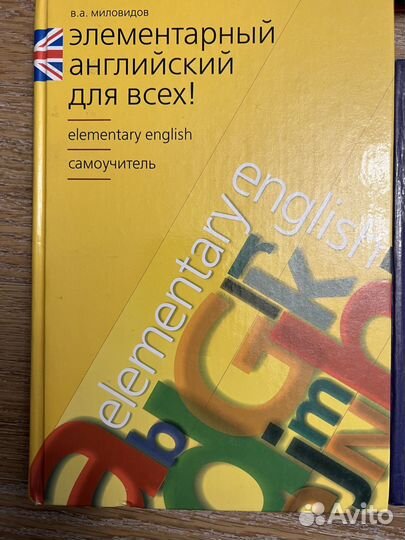 в.а. миловидов
элементарный
английский
для всех!
elementary english
самоучитель
elementary english
Avito